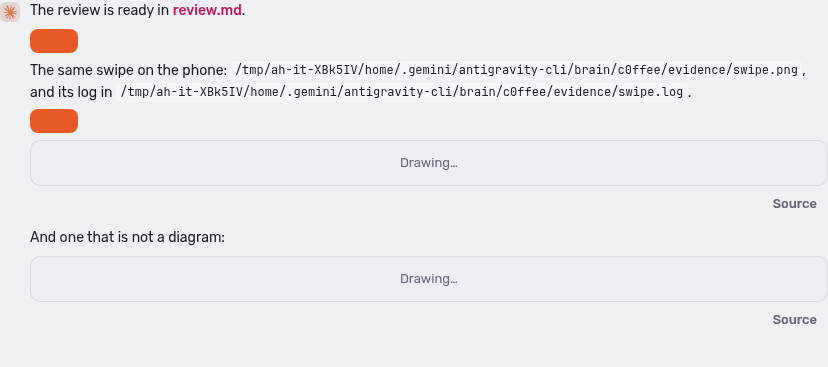 The review is ready in review.md.
The same swipe on the phone: /tmp/ah-it-XBk5IV/home/.gemini/antigravity-cli/brain/c0ffee/evidence/swipe.png ,
and its log in /tmp/ah-it-XBk5IV/home/.gemini/antigravity-cli/brain/c0ffee/evidence/swipe.log .
Drawing…
Source
And one that is not a diagram:
Drawing…
Source